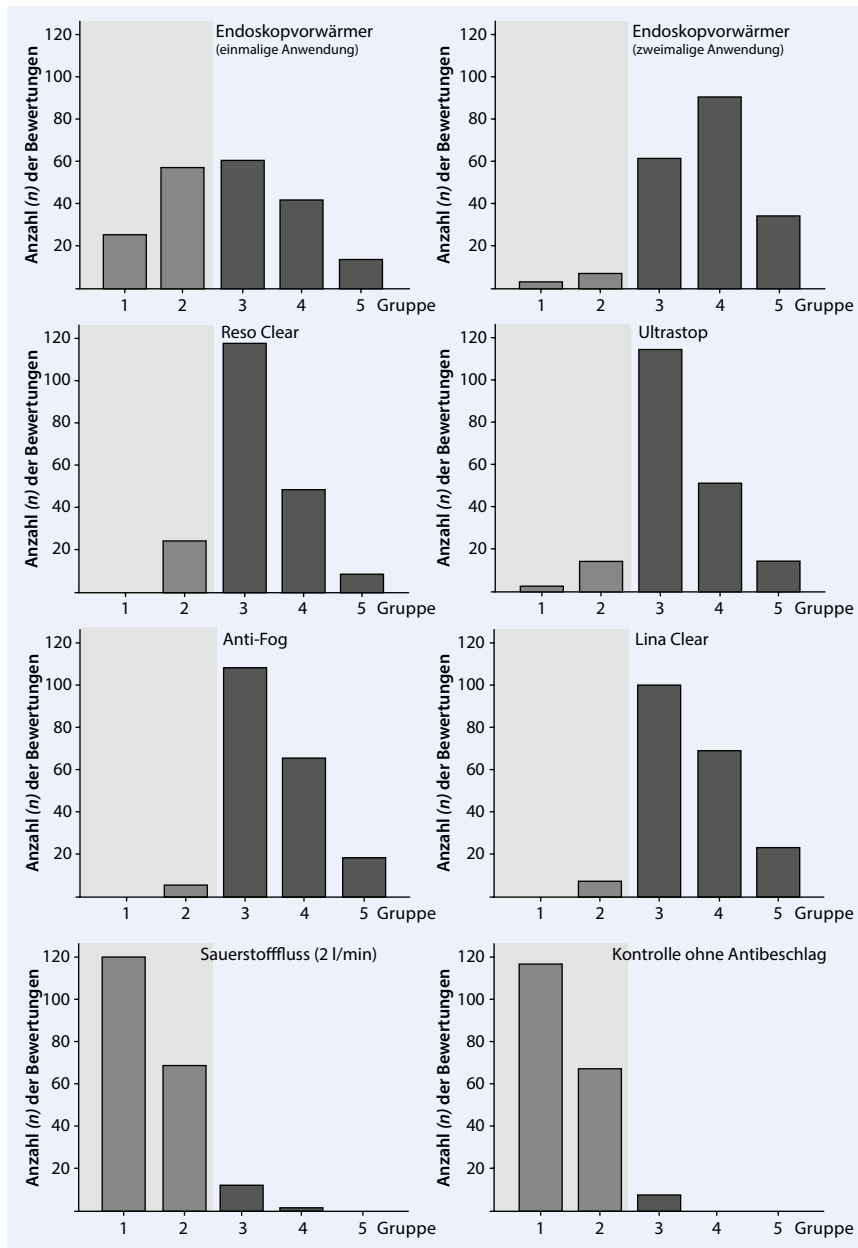 Endoskopvorwärmer
(einmalige Anwendung)
Anzahl (n) der Bewertungen
120
100
80
60
40
20
1 2 3 4 5 Gruppe
Endoskopvorwärmer
(zweimalige Anwendung)
Anzahl (n) der Bewertungen
120
100
80
60
40
20
1 2 3 4 5 Gruppe
Reso Clear
Anzahl (n) der Bewertungen
120
100
80
60
40
20
1 2 3 4 5 Gruppe
Ultrastop
Anzahl (n) der Bewertungen
120
100
80
60
40
20
1 2 3 4 5 Gruppe
Anti-Fog
Anzahl (n) der Bewertungen
120
100
80
60
40
20
1 2 3 4 5 Gruppe
Lina Clear
Anzahl (n) der Bewertungen
120
100
80
60
40
20
1 2 3 4 5 Gruppe
Sauerstofffluss (2 l/min)
Anzahl (n) der Bewertungen
120
100
80
60
40
20
1 2 3 4 5 Gruppe
Kontrolle ohne Antibeschlag
Anzahl (n) der Bewertungen
120
100
80
60
40
20
1 2 3 4 5 Gruppe